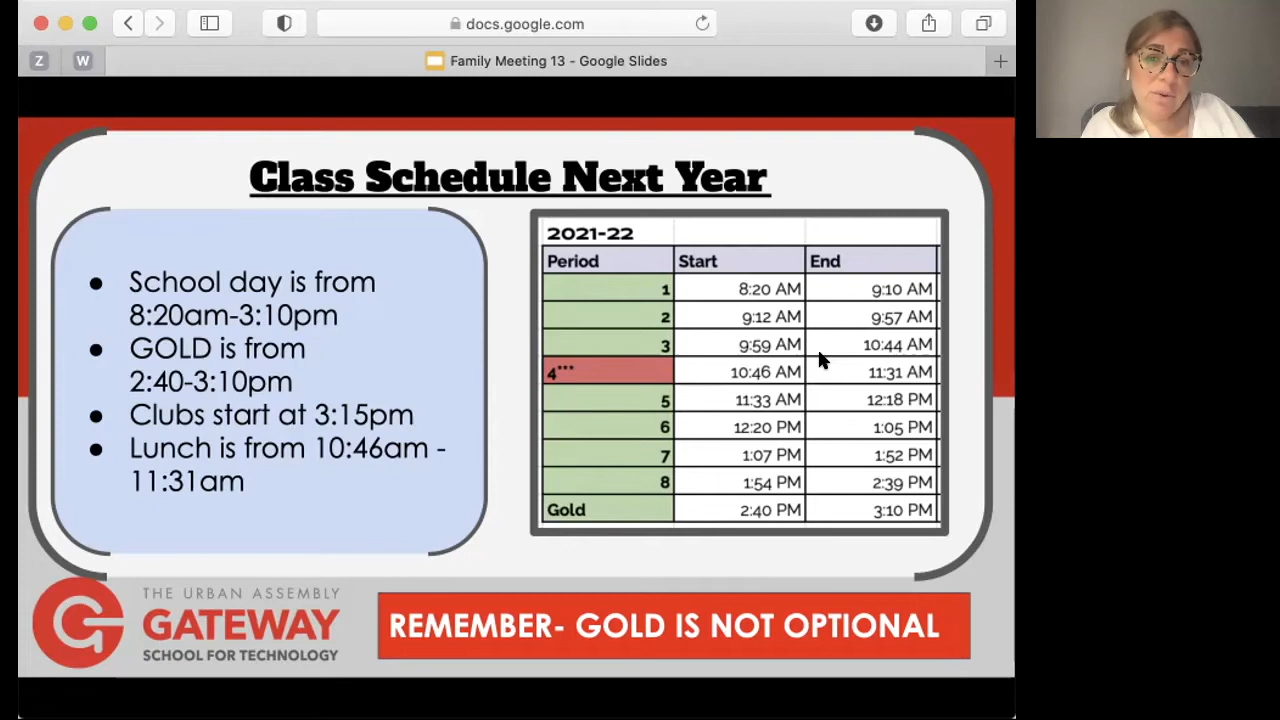 docs.google.com
Z
W
Family Meeting 13 - Google Slides
Class Schedule Next Year
● School day is from
8:20am-3:10pm
● GOLD is from
2:40-3:10pm
● Clubs start at 3:15pm
● Lunch is from 10:46am -
11:31am
2021-22
Period Start End
1 8:20 AM 9:10 AM
2 9:12 AM 9:57 AM
3 9:59 AM 10:44 AM
4*** 10:46 AM 11:31 AM
5 11:33 AM 12:18 PM
6 12:20 PM 1:05 PM
7 1:07 PM 1:52 PM
8 1:54 PM 2:39 PM
Gold 2:40 PM 3:10 PM
THE URBAN ASSEMBLY
GATEWAY
SCHOOL FOR TECHNOLOGY
REMEMBER- GOLD IS NOT OPTIONAL